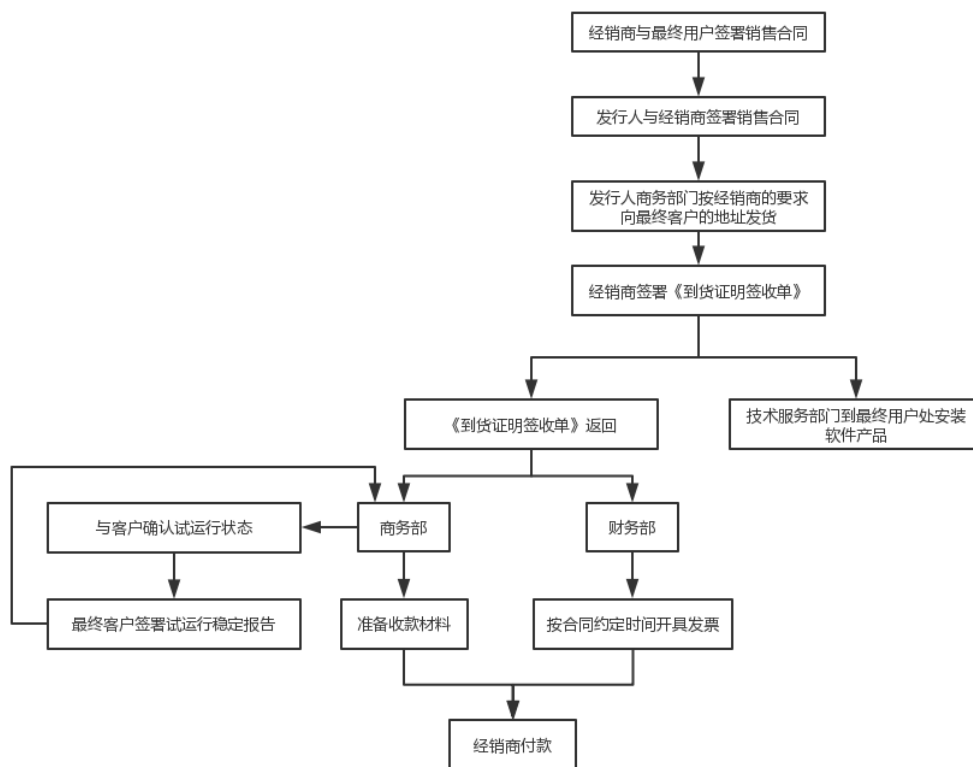 经销商与最终用户签署销售合同
发行人与经销商签署销售合同
发行人商务部门按经销商的要求
向最终客户的地址发货
经销商签署《到货证明签收单》
《到货证明签收单》返回
技术服务部门到最终用户处安装
软件产品
与客户确认试运行状态
商务部
财务部
最终客户签署试运行稳定报告
准备收款材料
按合同约定时间开具发票
经销商付款